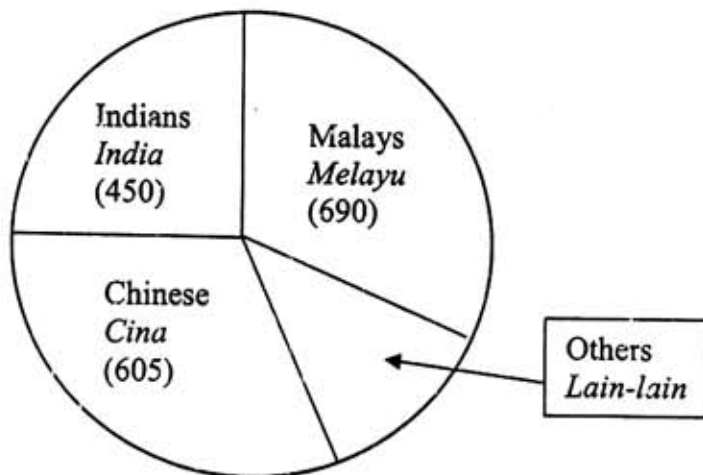 Indians
India
(450)
Malays
Melayu
(690)
Chinese
Cina
(605)
Others
Lain-lain